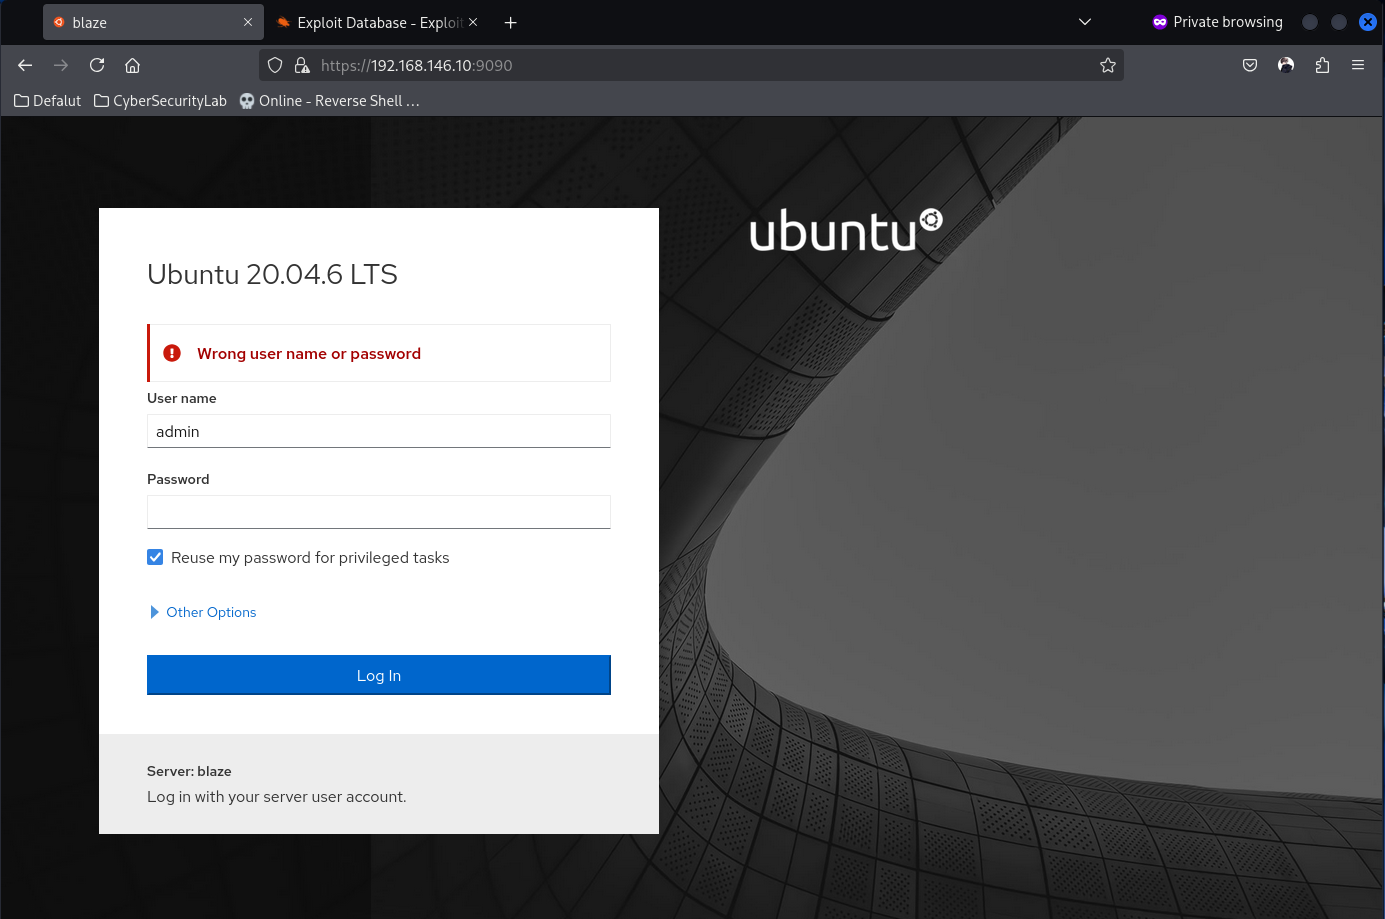 blaze
Exploit Database - Exploit
Private browsing
https://192.168.146.10:9090
Defalut
CyberSecurityLab
Online - Reverse Shell …
ubuntu
Ubuntu 20.04.6 LTS
Wrong user name or password
User name
admin
Password
Reuse my password for privileged tasks
Other Options
Log In
Server: blaze
Log in with your server user account.